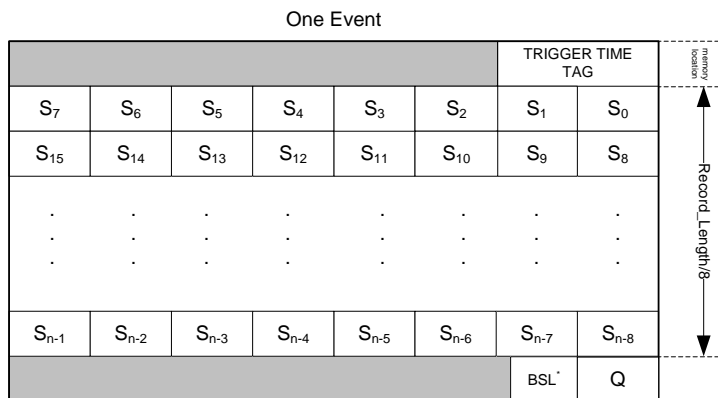 One Event
TRIGGER TIME
TAG
memory
location
S₇ S₆ S₅ S₄ S₃ S₂ S₁ S₀
S₁₅ S₁₄ S₁₃ S₁₂ S₁₁ S₁₀ S₉ S₈
. . . . . . . .
. . . . . . . .
. . . . . . . .
Record_Length/8
Sₙ₋₁ Sₙ₋₂ Sₙ₋₃ Sₙ₋₄ Sₙ₋₅ Sₙ₋₆ Sₙ₋₇ Sₙ₋₈
BSL* Q